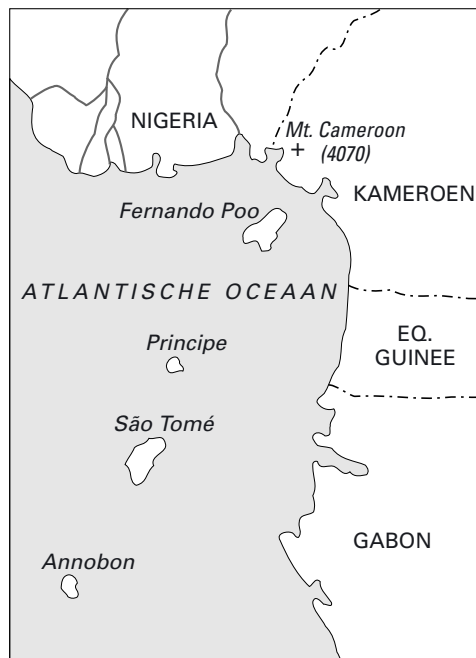 NIGERIA
Mt. Cameroon
(4070)
KAMEROEN
Fernando Poo
ATLANTISCHE OCEAAN
Principe
EQ.
GUINEE
São Tomé
GABON
Annobon